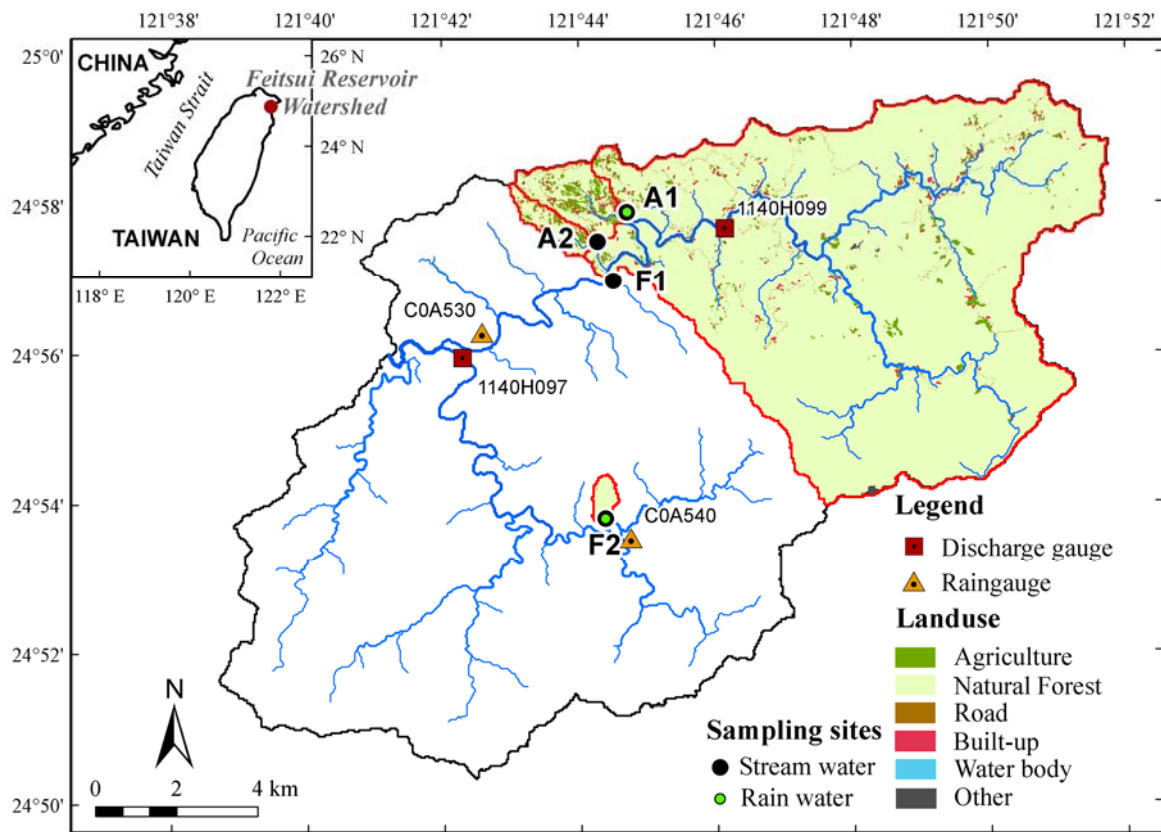 121°38' 121°40' 121°42' 121°44' 121°46' 121°48' 121°50' 121°52'
25°0'
24°58'
24°56'
24°54'
24°52'
24°50'
CHINA
Taiwan Strait
Feitsui Reservoir
Watershed
TAIWAN
Pacific
Ocean
26° N
24° N
22° N
118° E 120° E 122° E
A1
1140H099
A2
F1
C0A530
1140H097
C0A540
F2
N
0 2 4 km
Sampling sites
Stream water
Rain water
Legend
Discharge gauge
Raingauge
Landuse
Agriculture
Natural Forest
Road
Built-up
Water body
Other